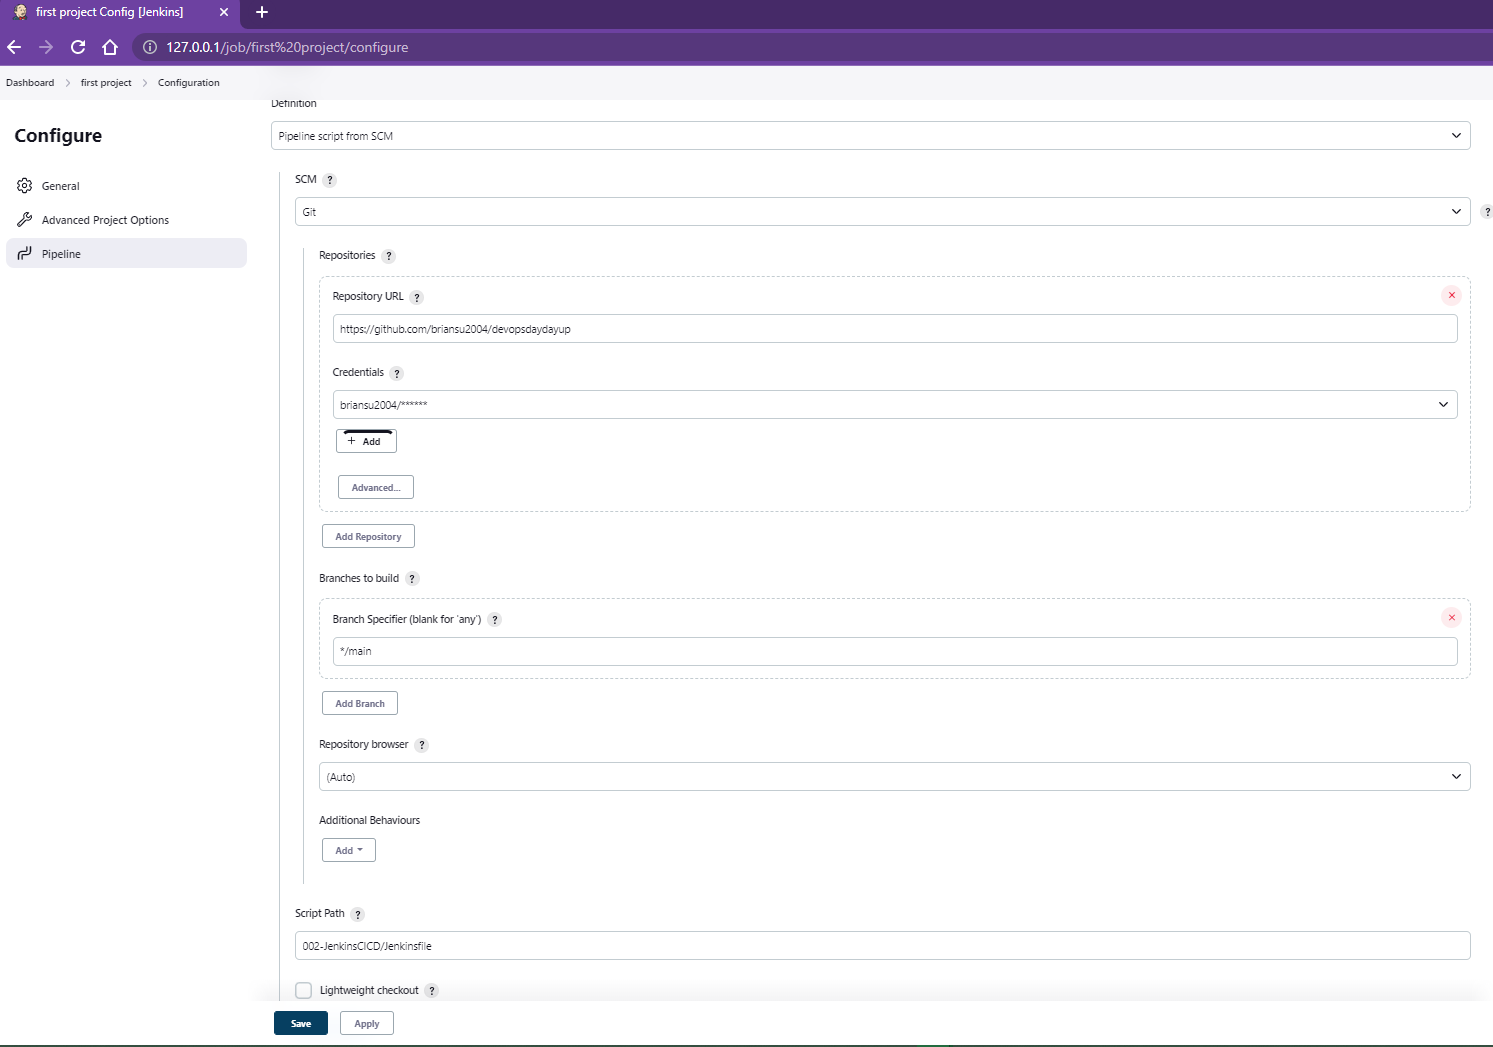 first project Config [Jenkins]
127.0.0.1/job/first%20project/configure
Dashboard > first project > Configuration
Configure
General
Advanced Project Options
Pipeline
Definition
Pipeline script from SCM
SCM ?
Git
?
Repositories ?
Repository URL ?
https://github.com/briansu2004/devopsdaydayup
Credentials ?
briansu2004/******
+ Add
Advanced...
Add Repository
Branches to build ?
Branch Specifier (blank for 'any') ?
*/main
Add Branch
Repository browser ?
(Auto)
Additional Behaviours
Add
Script Path ?
002-JenkinsCICD/Jenkinsfile
Lightweight checkout ?
Save Apply